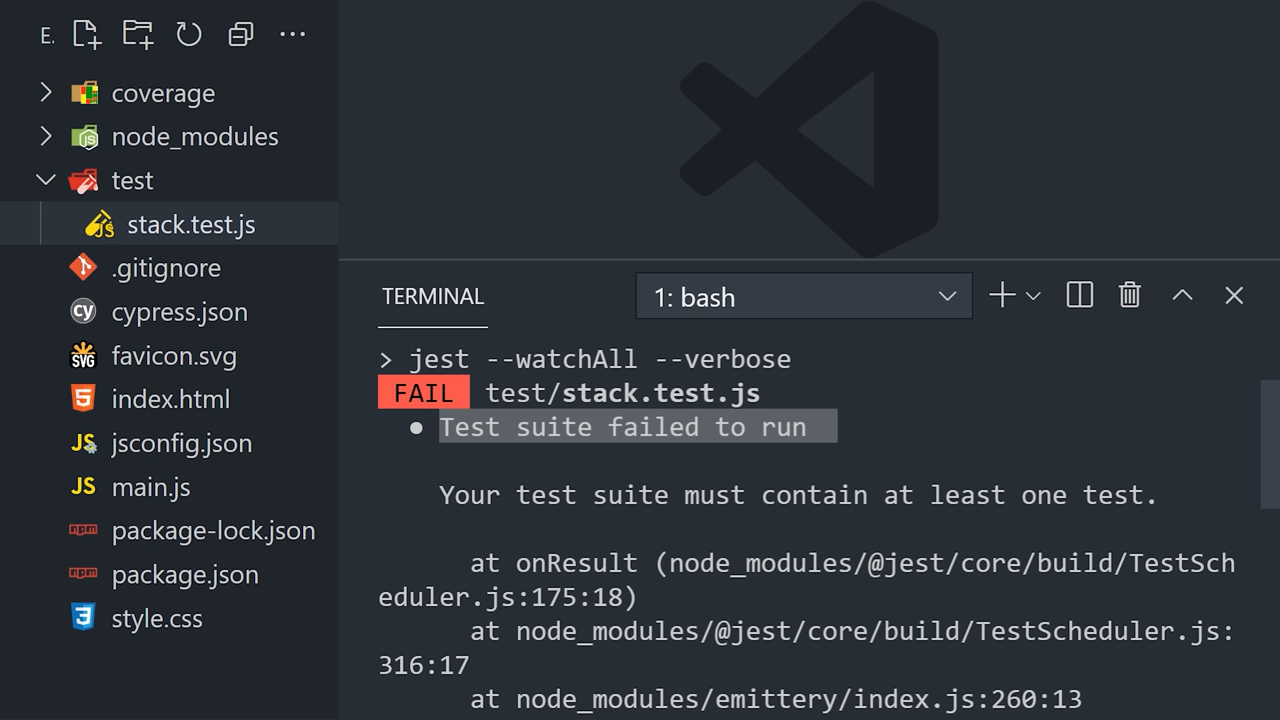 E.
coverage
node_modules
test
stack.test.js
.gitignore
cypress.json
favicon.svg
index.html
jsconfig.json
main.js
package-lock.json
package.json
style.css
TERMINAL
1: bash
> jest --watchAll --verbose
FAIL test/stack.test.js
● Test suite failed to run
Your test suite must contain at least one test.
at onResult (node_modules/@jest/core/build/TestSch
eduler.js:175:18)
at node_modules/@jest/core/build/TestScheduler.js:
316:17
at node_modules/emittery/index.js:260:13